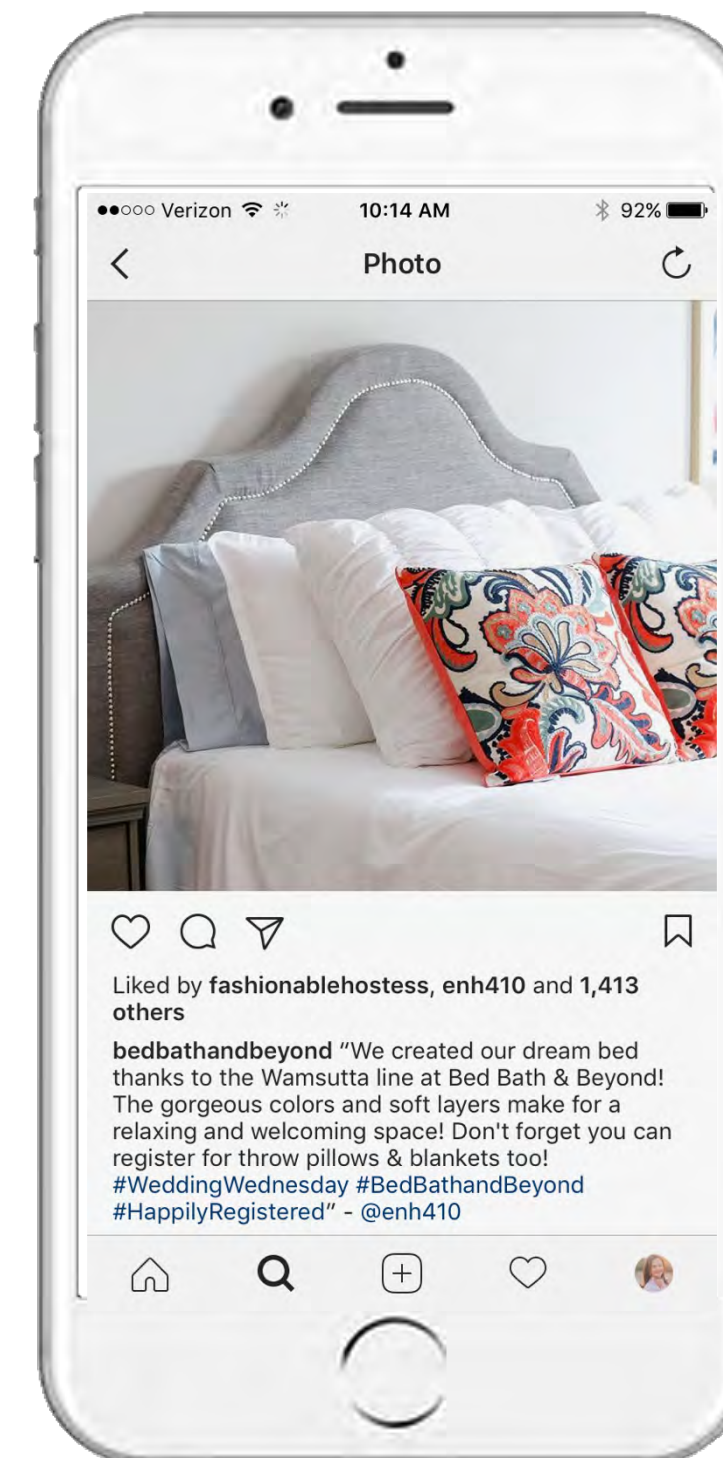 Verizon 10:14 AM 92%
Photo
Liked by fashionablehostess, enh410 and 1,413
others
bedbathandbeyond “We created our dream bed
thanks to the Wamsutta line at Bed Bath & Beyond!
The gorgeous colors and soft layers make for a
relaxing and welcoming space! Don't forget you can
register for throw pillows & blankets too!
#WeddingWednesday #BedBathandBeyond
#HappilyRegistered” - @enh410